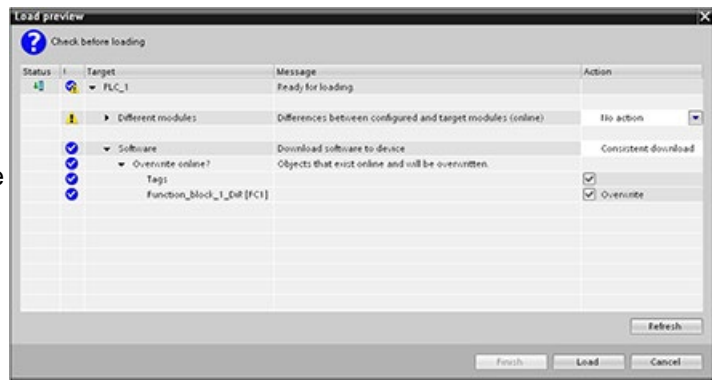 Load preview
Check before loading
Status ! Target Message Action
PLC_1 Ready for loading.
Different modules Differences between configured and target modules (online) No action
Software Download software to device Consistent download
Overwrite online? Objects that exist online and will be overwritten.
Tags
Function_block_1_Dilt [FC1] Overwrite
e
Refresh
Finish Load Cancel